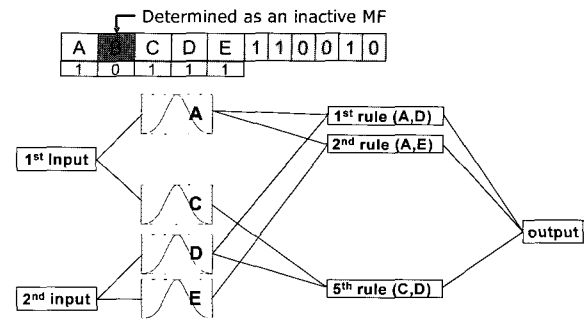 Determined as an inactive MF
A B C D E 1 1 0 0 1 0
1 0 1 1 1
A
1st rule (A,D)
2nd rule (A,E)
1st Input
C
output
D
5th rule (C,D)
2nd input
E